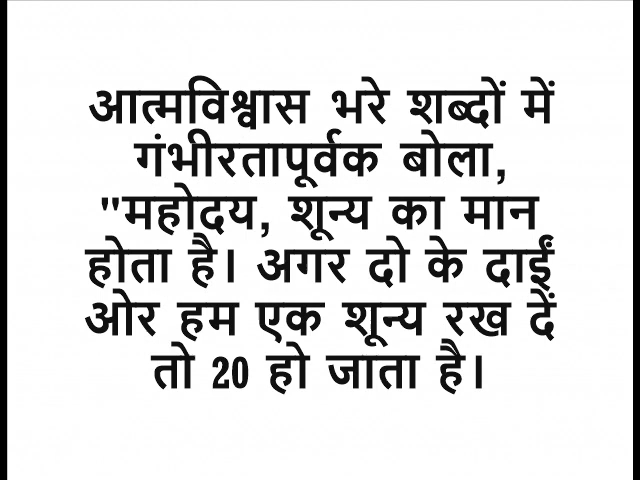 आत्मविश्वास भरे शब्दों में
गंभीरतापूर्वक बोला,
"महोदय, शून्य का मान
होता है। अगर दो के दाईं
ओर हम एक शून्य रख दें
तो 20 हो जाता है।